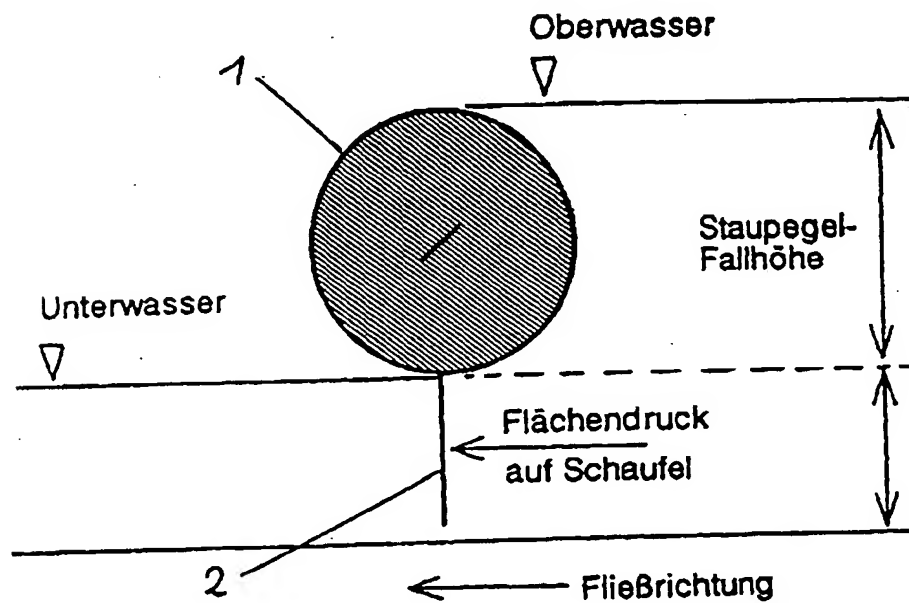 Oberwasser
1
Staupegel-
Fallhöhe
Unterwasser
Flächendruck
auf Schaufel
2
Fließrichtung